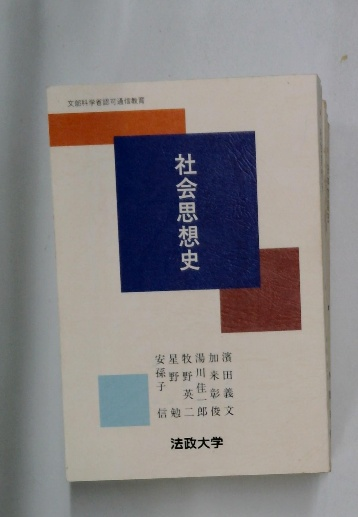 文部科学省認可通信教育
社会思想史
濱田義文
加来彰俊
湯川佳一郎
牧野英二
星野勉
安孫子信
法政大学